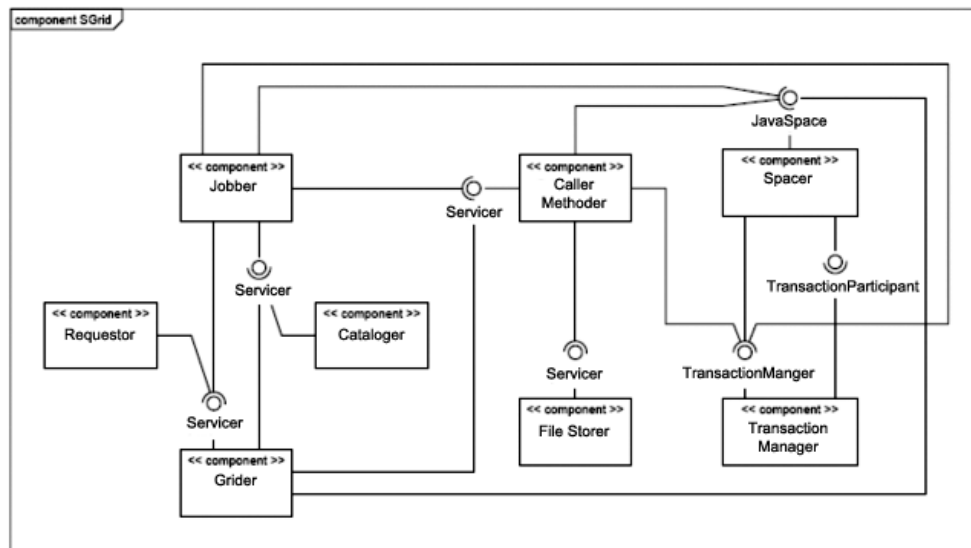 component SGrid
JavaSpace
<< component >>
Jobber
<< component >>
Caller
Methoder
<< component >>
Spacer
Servicer
Servicer
TransactionParticipant
<< component >>
Requestor
<< component >>
Cataloger
Servicer
TransactionManger
Servicer
<< component >>
File Storer
<< component >>
Transaction
Manager
<< component >>
Grider